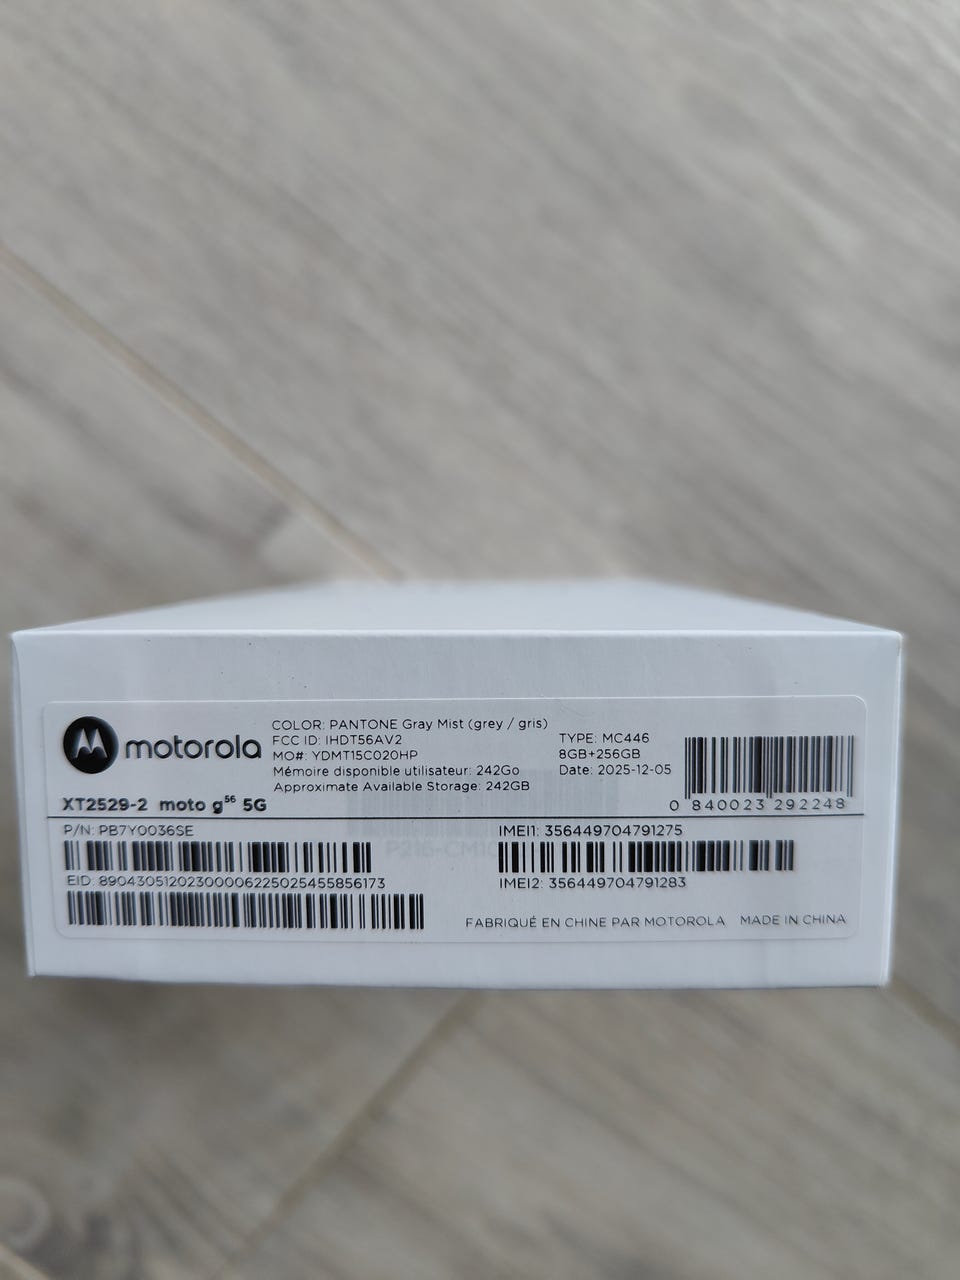 motorola
COLOR: PANTONE Gray Mist (grey / gris)
FCC ID: IHDT56AV2
MO#: YDMT15C020HP
Mémoire disponible utilisateur: 242Go
Approximate Available Storage: 242GB
TYPE: MC446
8GB+256GB
Date: 2025-12-05
0 840023 292248
XT2529-2 moto g⁵⁶ 5G
P/N: PB7Y0036SE
EID: 89043051202300006225025455856173
IMEI1: 356449704791275
IMEI2: 356449704791283
FABRIQUÉ EN CHINE PAR MOTOROLA MADE IN CHINA